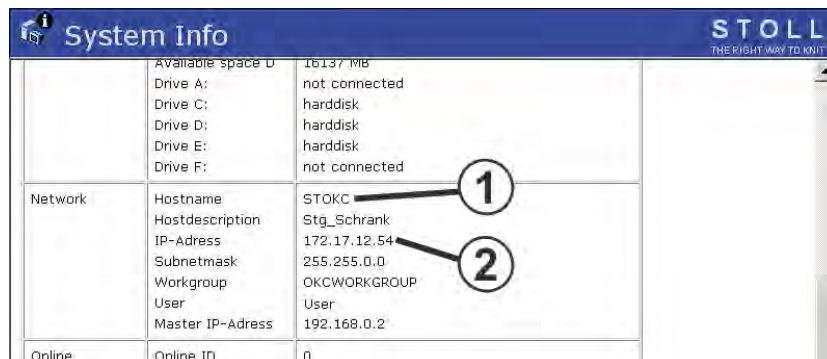 System Info
STOLL
THE RIGHT WAY TO KNIT
Available space D 16137 MB
Drive A: not connected
Drive C: harddisk
Drive D: harddisk
Drive E: harddisk
Drive F: not connected
Network Hostname STOKC
1
Hostdescription Stg_Schrank
IP-Adress 172.17.12.54
2
Subnetmask 255.255.0.0
Workgroup OKCWORKGROUP
User User
Master IP-Adress 192.168.0.2
Online Online ID 0